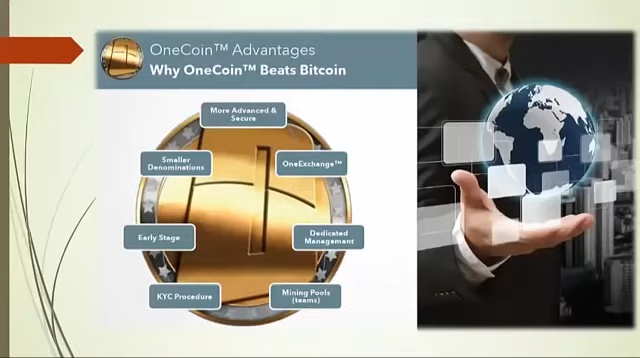 OneCoin™ Advantages
Why OneCoin™ Beats Bitcoin
More Advanced &
Secure
Smaller
Denominations
OneExchange™
Early Stage
Dedicated
Management
KYC Procedure
Mining Pools
(teams)